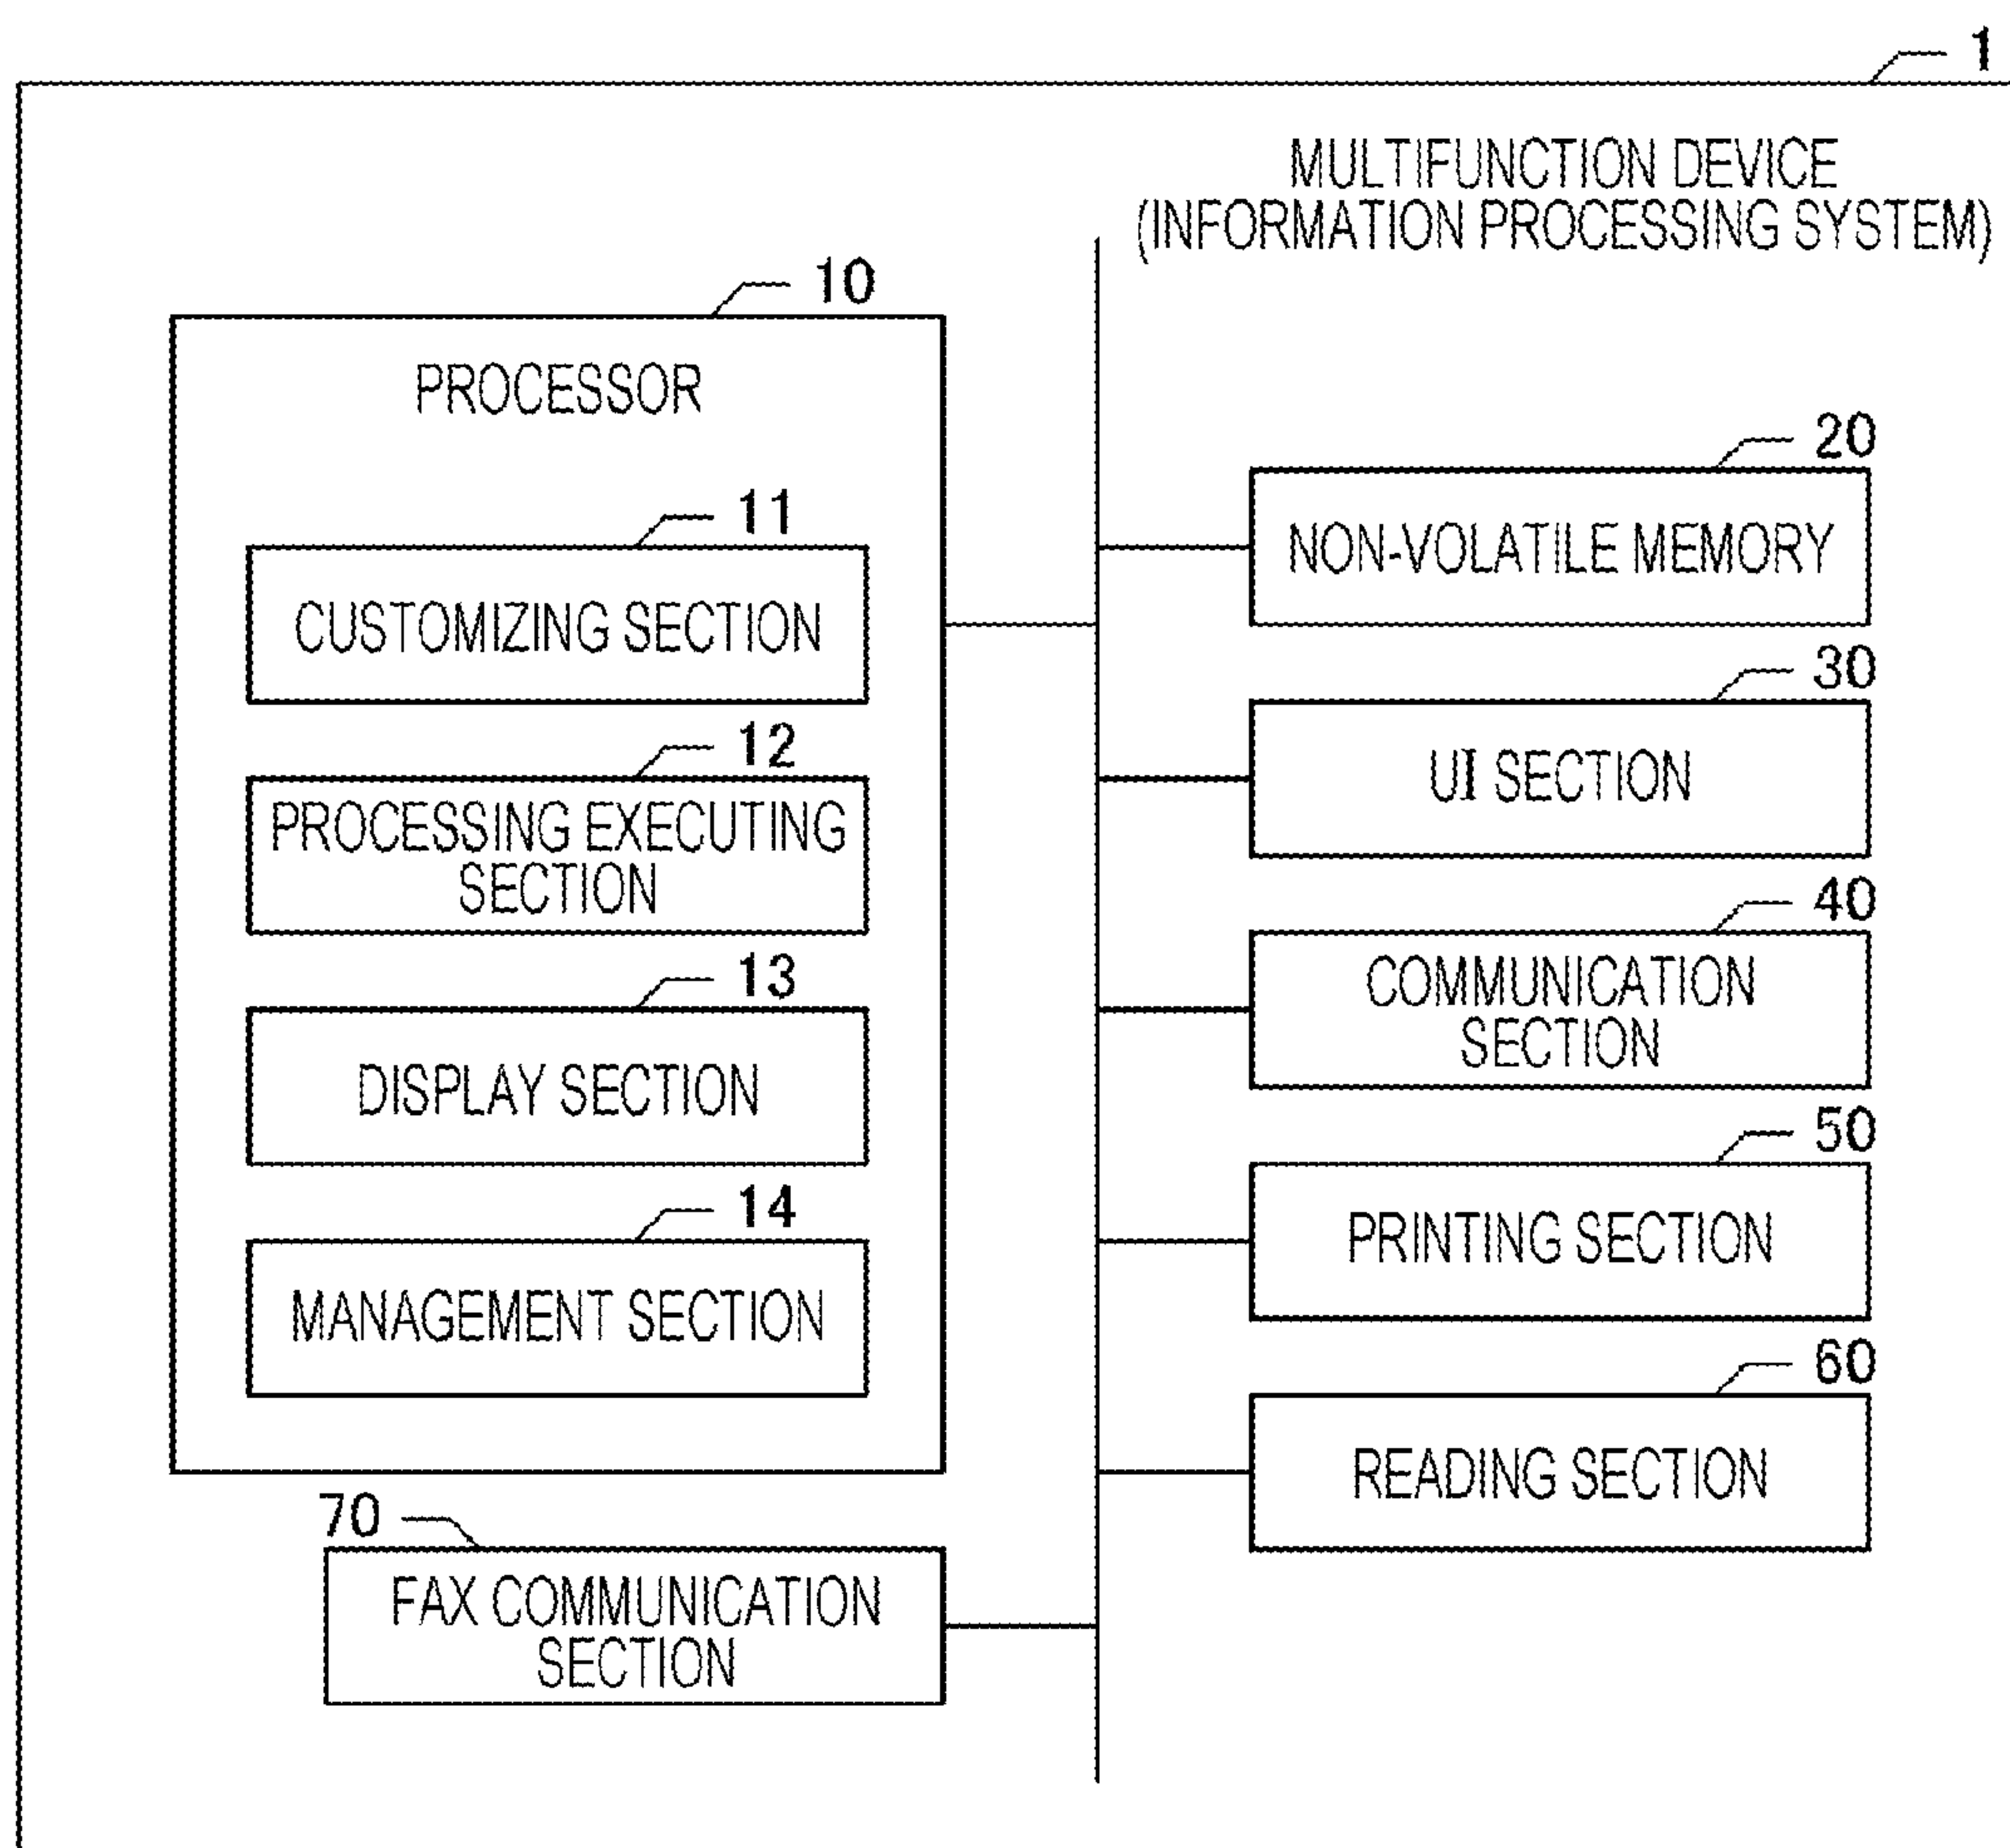 1
MULTIFUNCTION DEVICE
(INFORMATION PROCESSING SYSTEM)
10
PROCESSOR
11
CUSTOMIZING SECTION
12
PROCESSING EXECUTING
SECTION
13
DISPLAY SECTION
14
MANAGEMENT SECTION
70
FAX COMMUNICATION
SECTION
20
NON-VOLATILE MEMORY
30
UI SECTION
40
COMMUNICATION
SECTION
50
PRINTING SECTION
60
READING SECTION